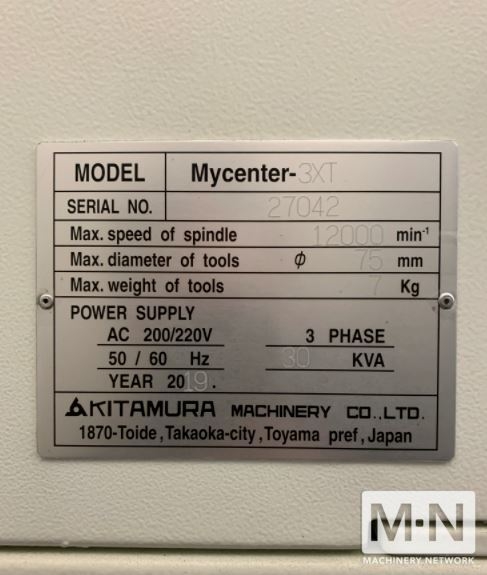 MODEL Mycenter-3XT
SERIAL NO. 27042
Max. speed of spindle 12000 min-1
Max. diameter of tools ϕ 75 mm
Max. weight of tools 7 Kg
POWER SUPPLY
AC 200/220V 3 PHASE
50 / 60 Hz 30 KVA
YEAR 2019.
KITAMURA MACHINERY CO.,LTD.
1870-Toide,Takaoka-city,Toyama pref,Japan
M·N
MACHINERY NETWORK